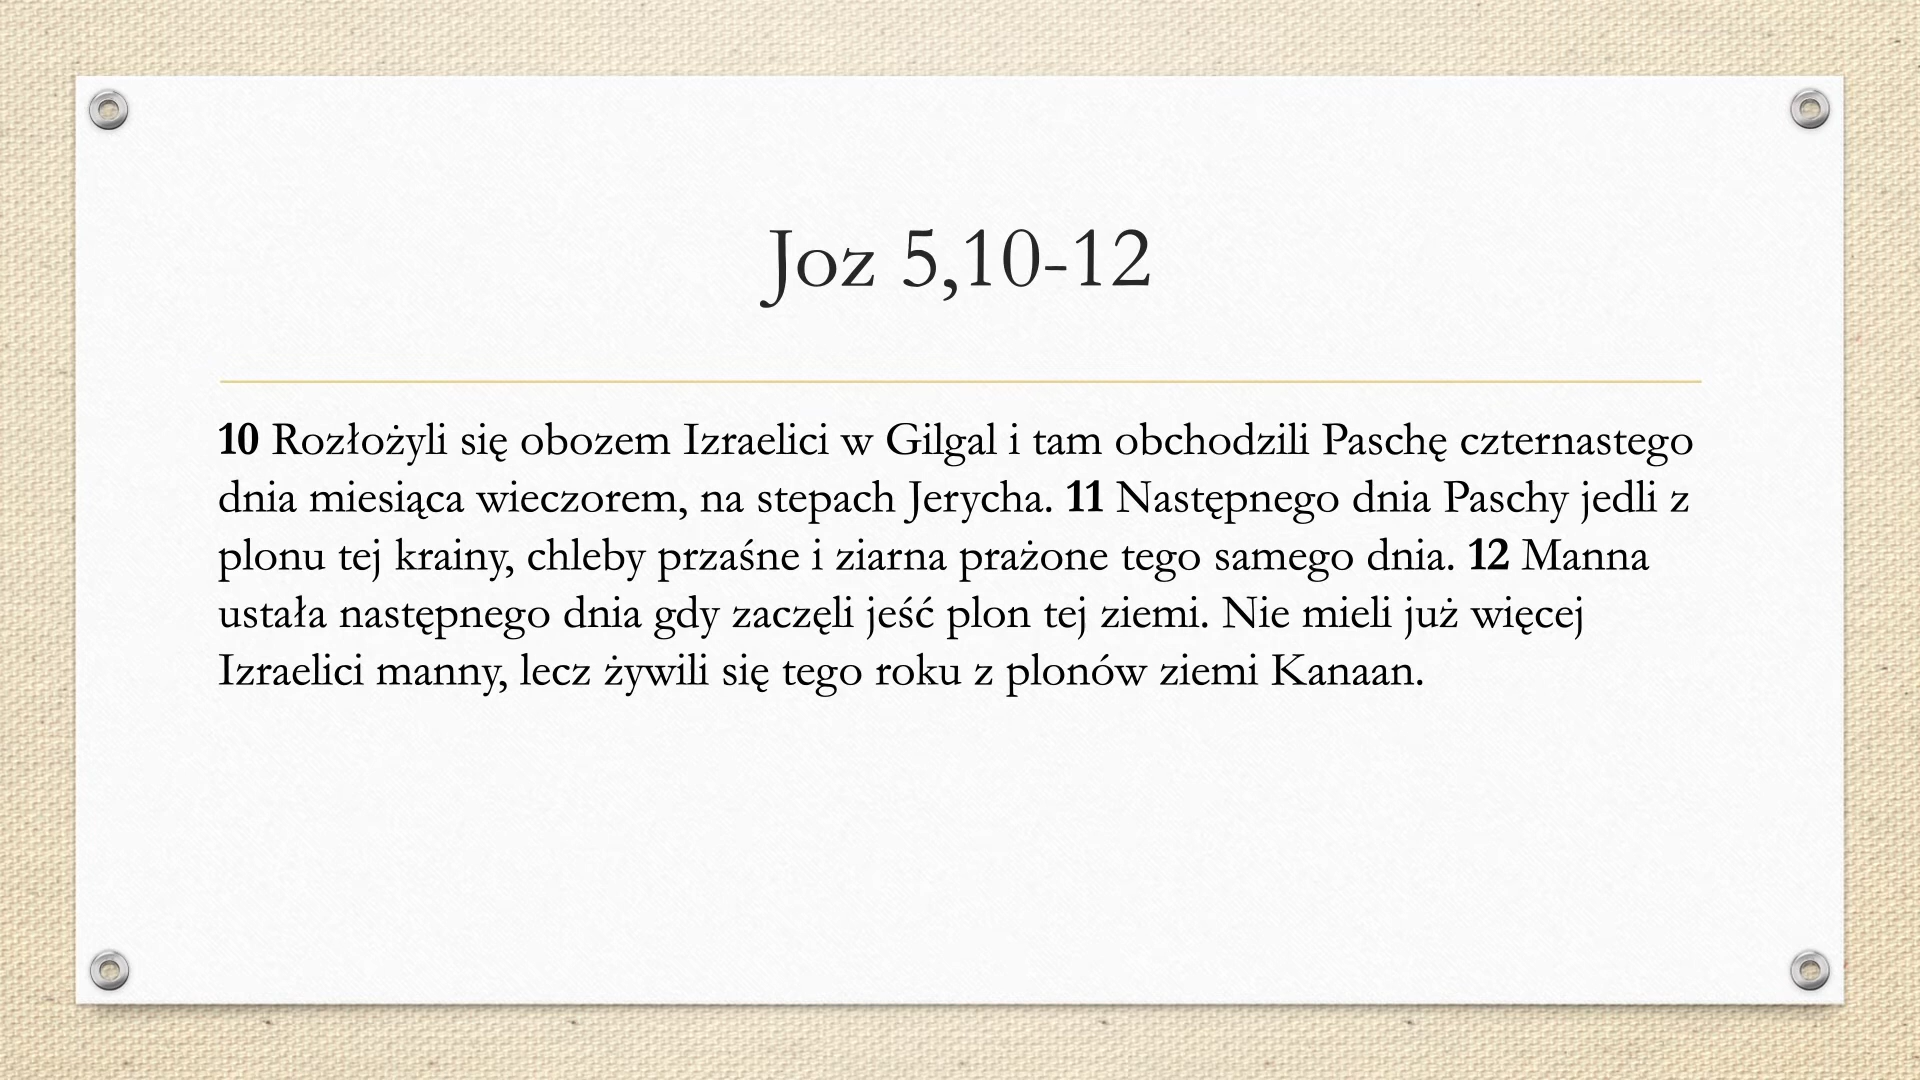 Joz 5,10-12
10 Rozłożyli się obozem Izraelici w Gilgal i tam obchodzili Paschę czternastego
dnia miesiąca wieczorem, na stepach Jerycha. 11 Następnego dnia Paschy jedli z
plonu tej krainy, chleby przaśne i ziarna prażone tego samego dnia. 12 Manna
ustała następnego dnia gdy zaczęli jeść plon tej ziemi. Nie mieli już więcej
Izraelici manny, lecz żywili się tego roku z plonów ziemi Kanaan.